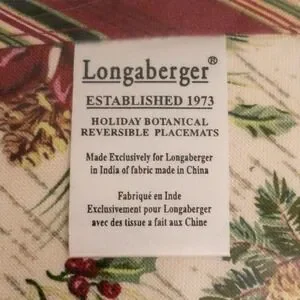 Longaberger®
ESTABLISHED 1973
HOLIDAY BOTANICAL
REVERSIBLE PLACEMATS
Made Exclusively for Longaberger
in India of fabric made in China
Fabriqué en Inde
Exclusivement pour Longaberger
avec des tissue a fait aux Chine